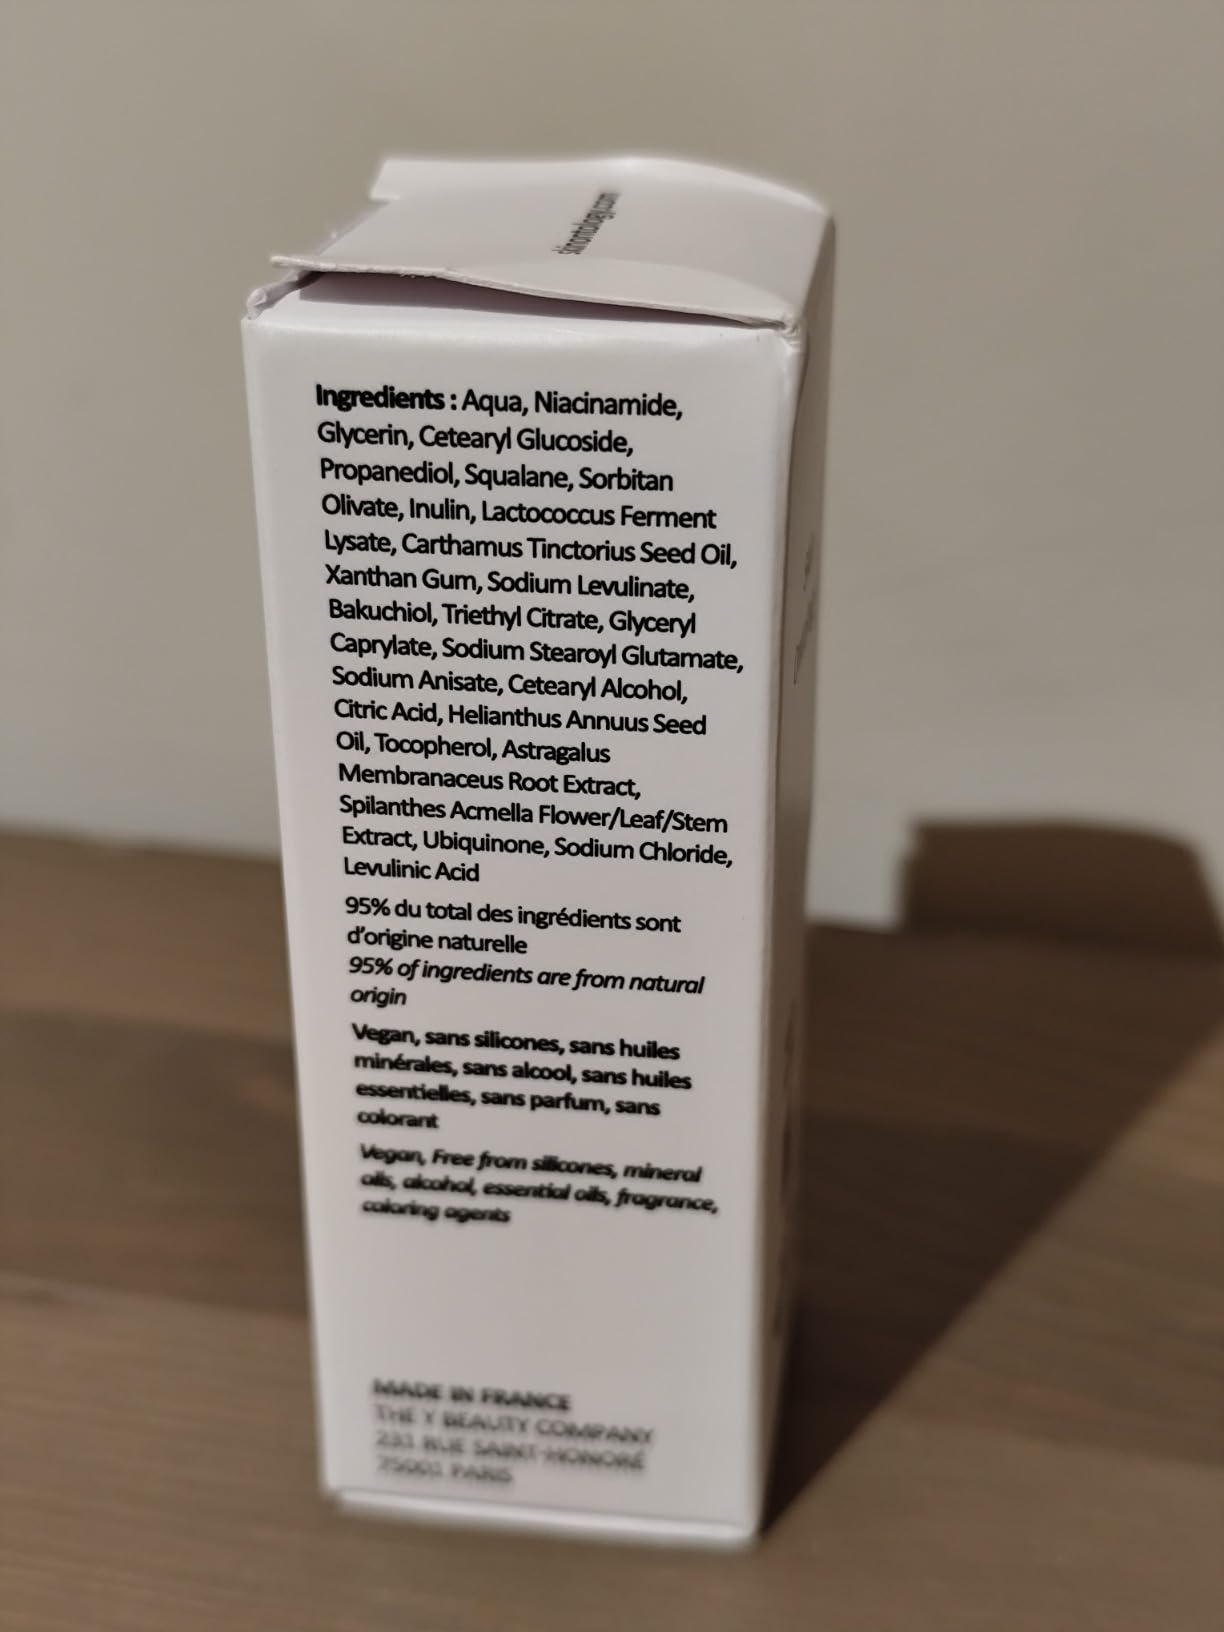 skinontology.com
Ingredients : Aqua, Niacinamide,
Glycerin, Cetearyl Glucoside,
Propanediol, Squalane, Sorbitan
Olivate, Inulin, Lactococcus Ferment
Lysate, Carthamus Tinctorius Seed Oil,
Xanthan Gum, Sodium Levulinate,
Bakuchiol, Triethyl Citrate, Glyceryl
Caprylate, Sodium Stearoyl Glutamate,
Sodium Anisate, Cetearyl Alcohol,
Citric Acid, Helianthus Annuus Seed
Oil, Tocopherol, Astragalus
Membranaceus Root Extract,
Spilanthes Acmella Flower/Leaf/Stem
Extract, Ubiquinone, Sodium Chloride,
Levulinic Acid
95% du total des ingrédients sont
d'origine naturelle
95% of ingredients are from natural
origin
Vegan, sans silicones, sans huiles
minérales, sans alcool, sans huiles
essentielles, sans parfum, sans
colorant
Vegan, Free from silicones, mineral
oils, alcohol, essential oils, fragrance,
coloring agents
MADE IN FRANCE
THE Y BEAUTY COMPANY
231 RUE SAINT-HONORÉ
75001 PARIS